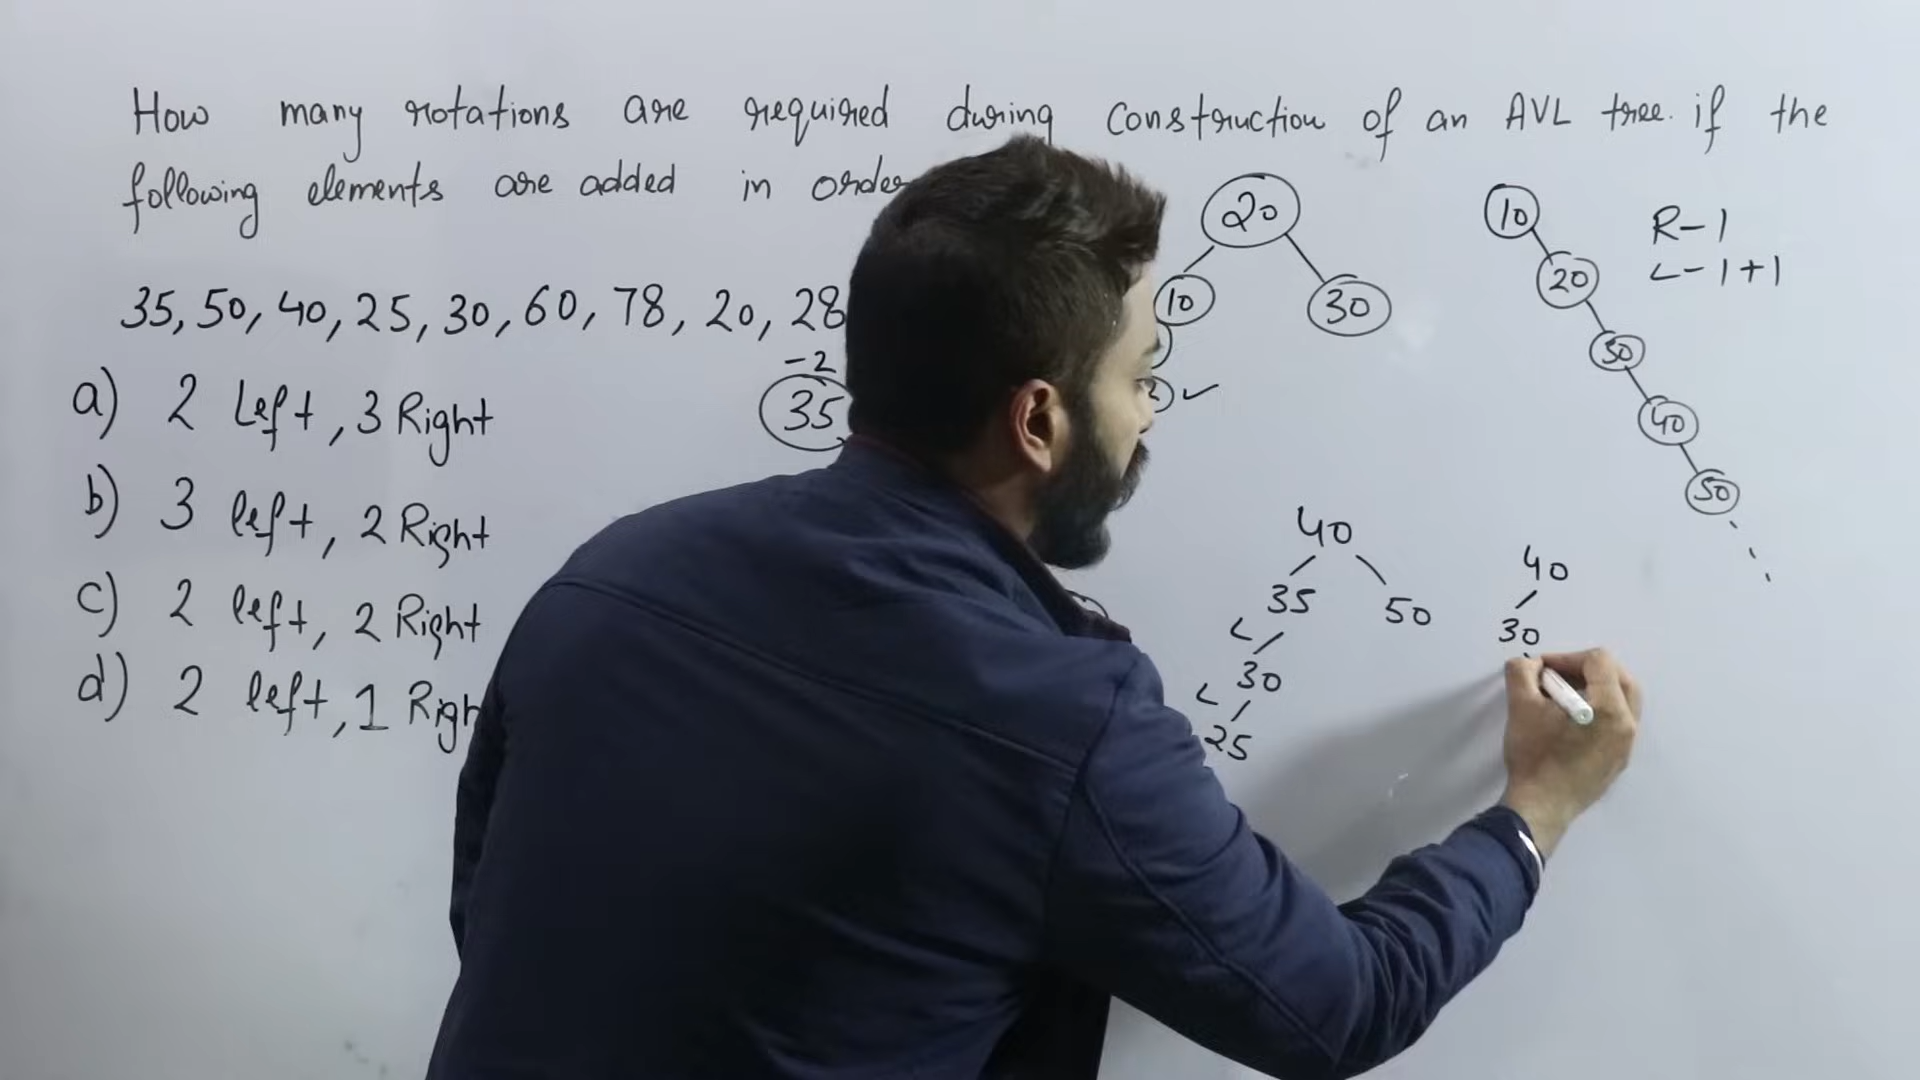 How many rotations are required during construction of an AVL tree. if the
following elements are added in order
35, 50, 40, 25, 30, 60, 78, 20, 28
a) 2 Left, 3 Right
b) 3 left, 2 Right
c) 2 left, 2 Right
d) 2 left, 1 Righ
-2
35
20
10
30
10
20
30
40
50
R-1
L-1+1
40
35 50
L
30
L
25
40
30